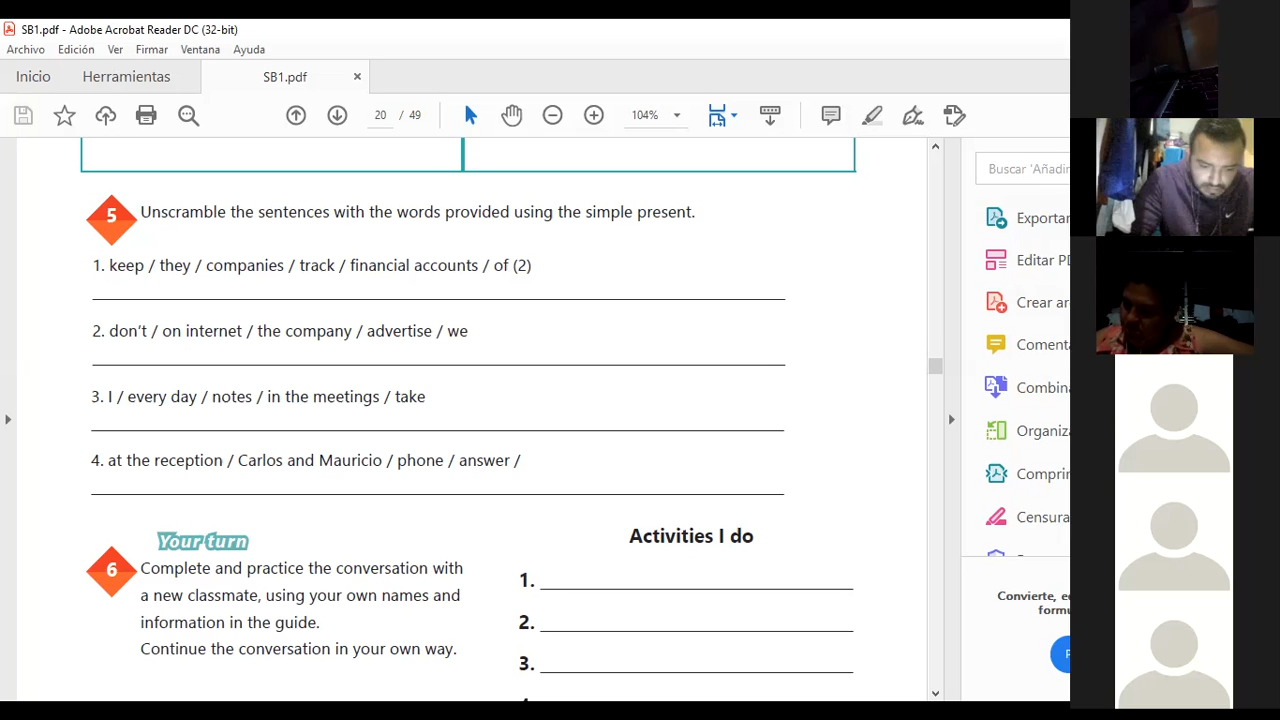 SB1.pdf - Adobe Acrobat Reader DC (32-bit)
Archivo Edición Ver Firmar Ventana Ayuda
Inicio Herramientas SB1.pdf ×
20 / 49 104%
5 Unscramble the sentences with the words provided using the simple present.
1. keep / they / companies / track / financial accounts / of (2)
2. don't / on internet / the company / advertise / we
3. I / every day / notes / in the meetings / take
4. at the reception / Carlos and Mauricio / phone / answer /
Your turn
6 Complete and practice the conversation with
a new classmate, using your own names and
information in the guide.
Continue the conversation in your own way.
Activities I do
1.
2.
3.
Buscar 'Añadir
Exportar
Editar PD
Crear ar
Comenta
Combina
Organiza
Comprin
Censura
Convierte, e
formu
P